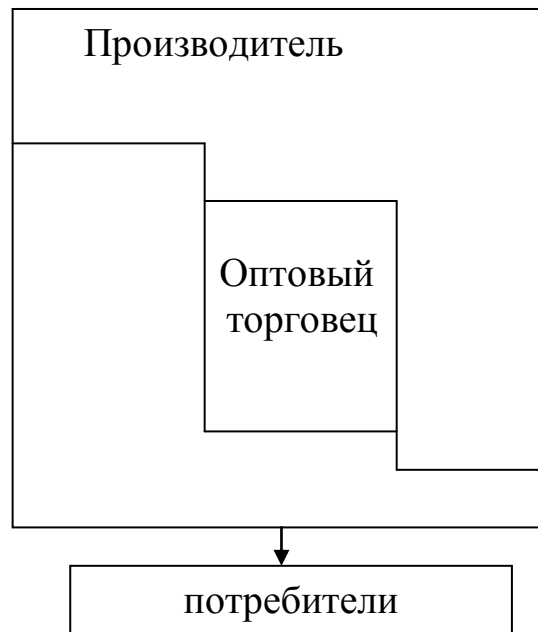 Производитель
Оптовый
торговец
потребители